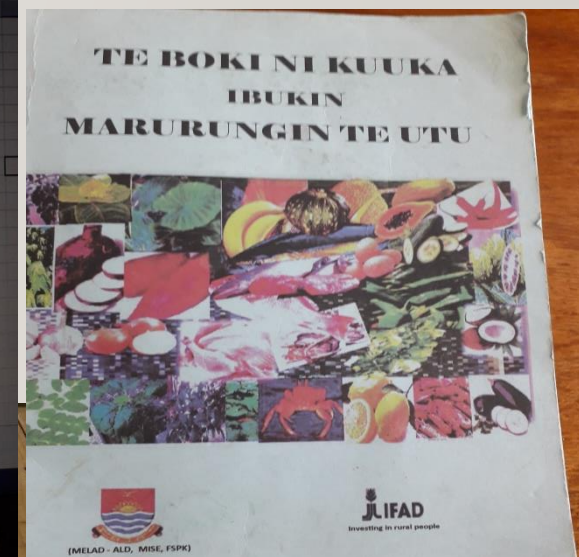 TE BOKI NI KUUKA
IBUKIN
MARURUNGIN TE UTU
IFAD
Investing in rural people
(MELAD - ALD, MISE, FSPK)